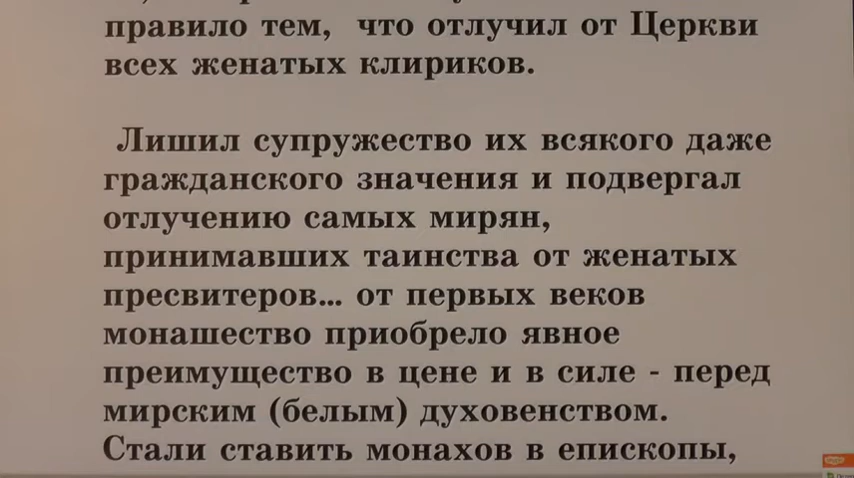 правило тем, что отлучил от Церкви
всех женатых клириков.
Лишил супружество их всякого даже
гражданского значения и подвергал
отлучению самых мирян,
принимавших таинства от женатых
пресвитеров... от первых веков
монашество приобрело явное
преимущество в цене и в силе - перед
мирским (белым) духовенством.
Стали ставить монахов в епископы,